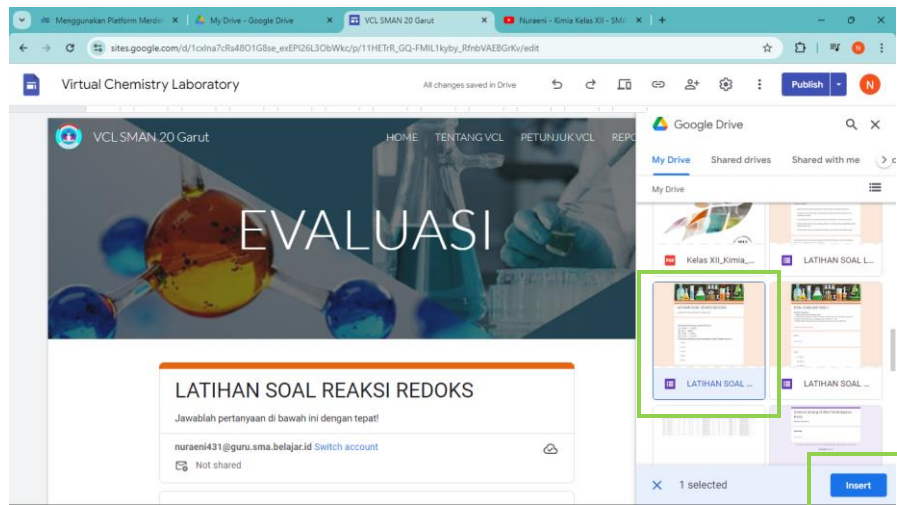 Menggunakan Platform Merde
My Drive - Google Drive
VCL SMAN 20 Garut
Nuraeni - Kimia Kelas XII - SMA
sites.google.com/d/1cxlna7cRs48O1G8se_exEPl26L3ObWkc/p/11HETrR_GQ-FMIL1kyby_RfnbVAEBGrKv/edit
N
Virtual Chemistry Laboratory
All changes saved in Drive
Publish
N
VCL SMAN 20 Garut
HOME
TENTANG VCL
PETUNJUK VCL
REPO
EVALUASI
LATIHAN SOAL REAKSI REDOKS
Jawablah pertanyaan di bawah ini dengan tepat!
nuraeni431@guru.sma.belajar.id Switch account
Not shared
Google Drive
My Drive
Shared drives
Shared with me
My Drive
PDF
Kelas XII_Kimia_...
LATIHAN SOAL L...
LATIHAN SOAL ...
LATIHAN SOAL ...
1 selected
Insert